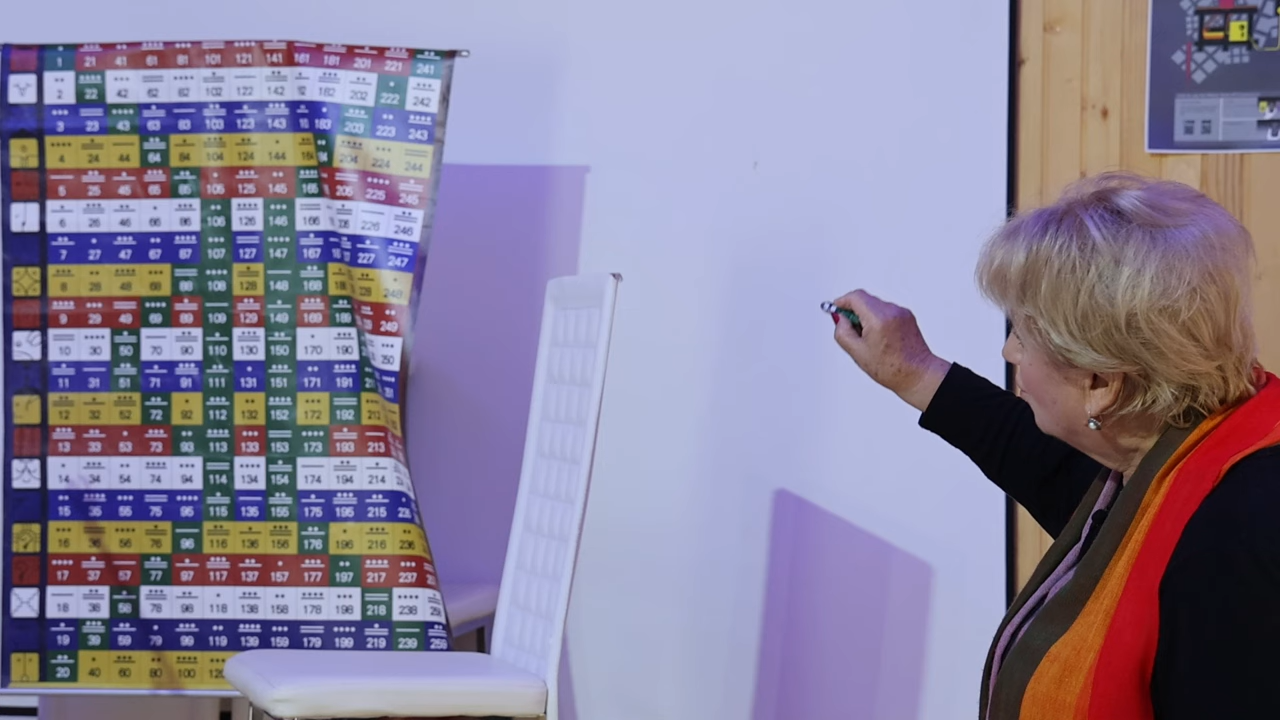 1 21 41 61 81 101 121 141 161 181 201 221 241
2 22 42 62 82 102 122 142 182 202 222 242
3 23 43 63 83 103 123 143 183 203 223 243
4 24 44 64 84 104 124 144 164 204 224 244
5 25 45 65 85 105 125 145 165 205 225 245
6 26 46 66 86 106 126 146 166 226 246
7 27 47 67 87 107 127 147 167 227 247
8 28 48 68 88 108 128 148 168 228 248
9 29 49 69 89 109 129 149 169 189 249
10 30 50 70 90 110 130 150 170 190 250
11 31 51 71 91 111 131 151 171 191
12 32 52 72 92 112 132 152 172 192 212
13 33 53 73 93 113 133 153 173 193 213
14 34 54 74 94 114 134 154 174 194 214
15 35 55 75 95 115 135 155 175 195 215
16 36 56 76 96 116 136 156 176 196 216 236
17 37 57 77 97 117 137 157 177 197 217 237
18 38 58 78 98 118 138 158 178 198 218 238
19 39 59 79 99 119 139 159 179 199 219 239 259
20 40 60 80 100